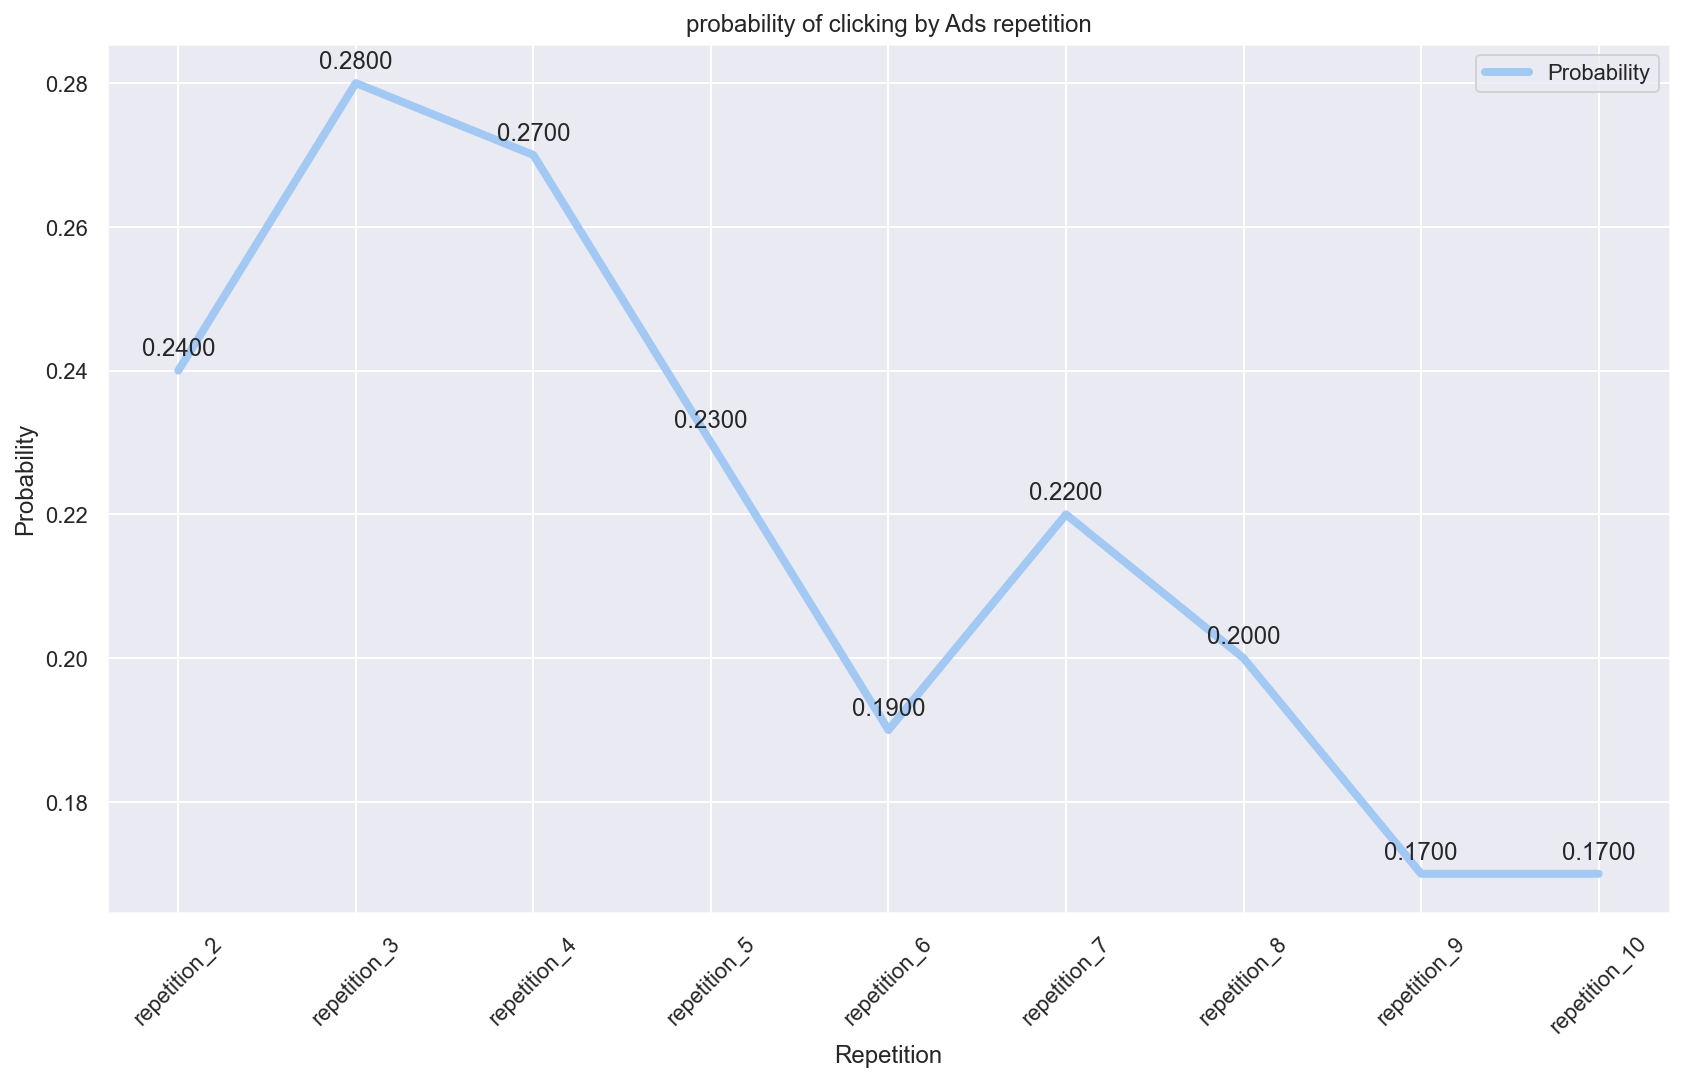 probability of clicking by Ads repetition
Probability
0.28
0.26
0.24
0.22
0.20
0.18
Probability
0.2400
0.2800
0.2700
0.2300
0.1900
0.2200
0.2000
0.1700
0.1700
repetition_2
repetition_3
repetition_4
repetition_5
repetition_6
repetition_7
repetition_8
repetition_9
repetition_10
Repetition